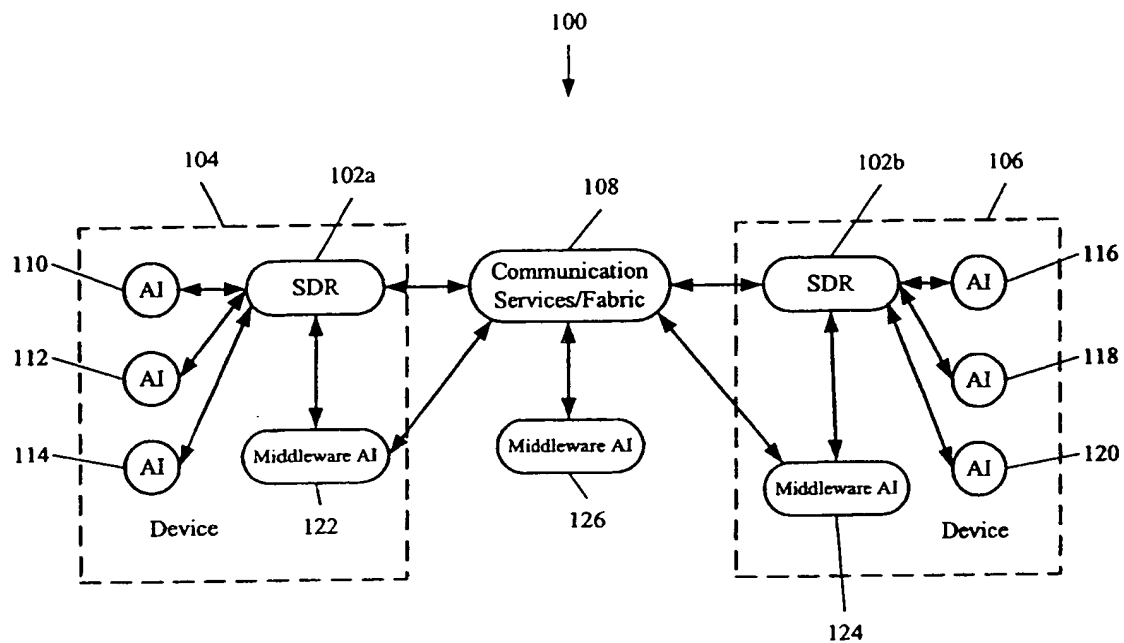 100
104
102a
108
102b
106
110
AI
SDR
Communication
Services/Fabric
SDR
AI
116
112
AI
AI
118
114
AI
Middleware AI
Middleware AI
Middleware AI
AI
120
Device
122
126
Device
124